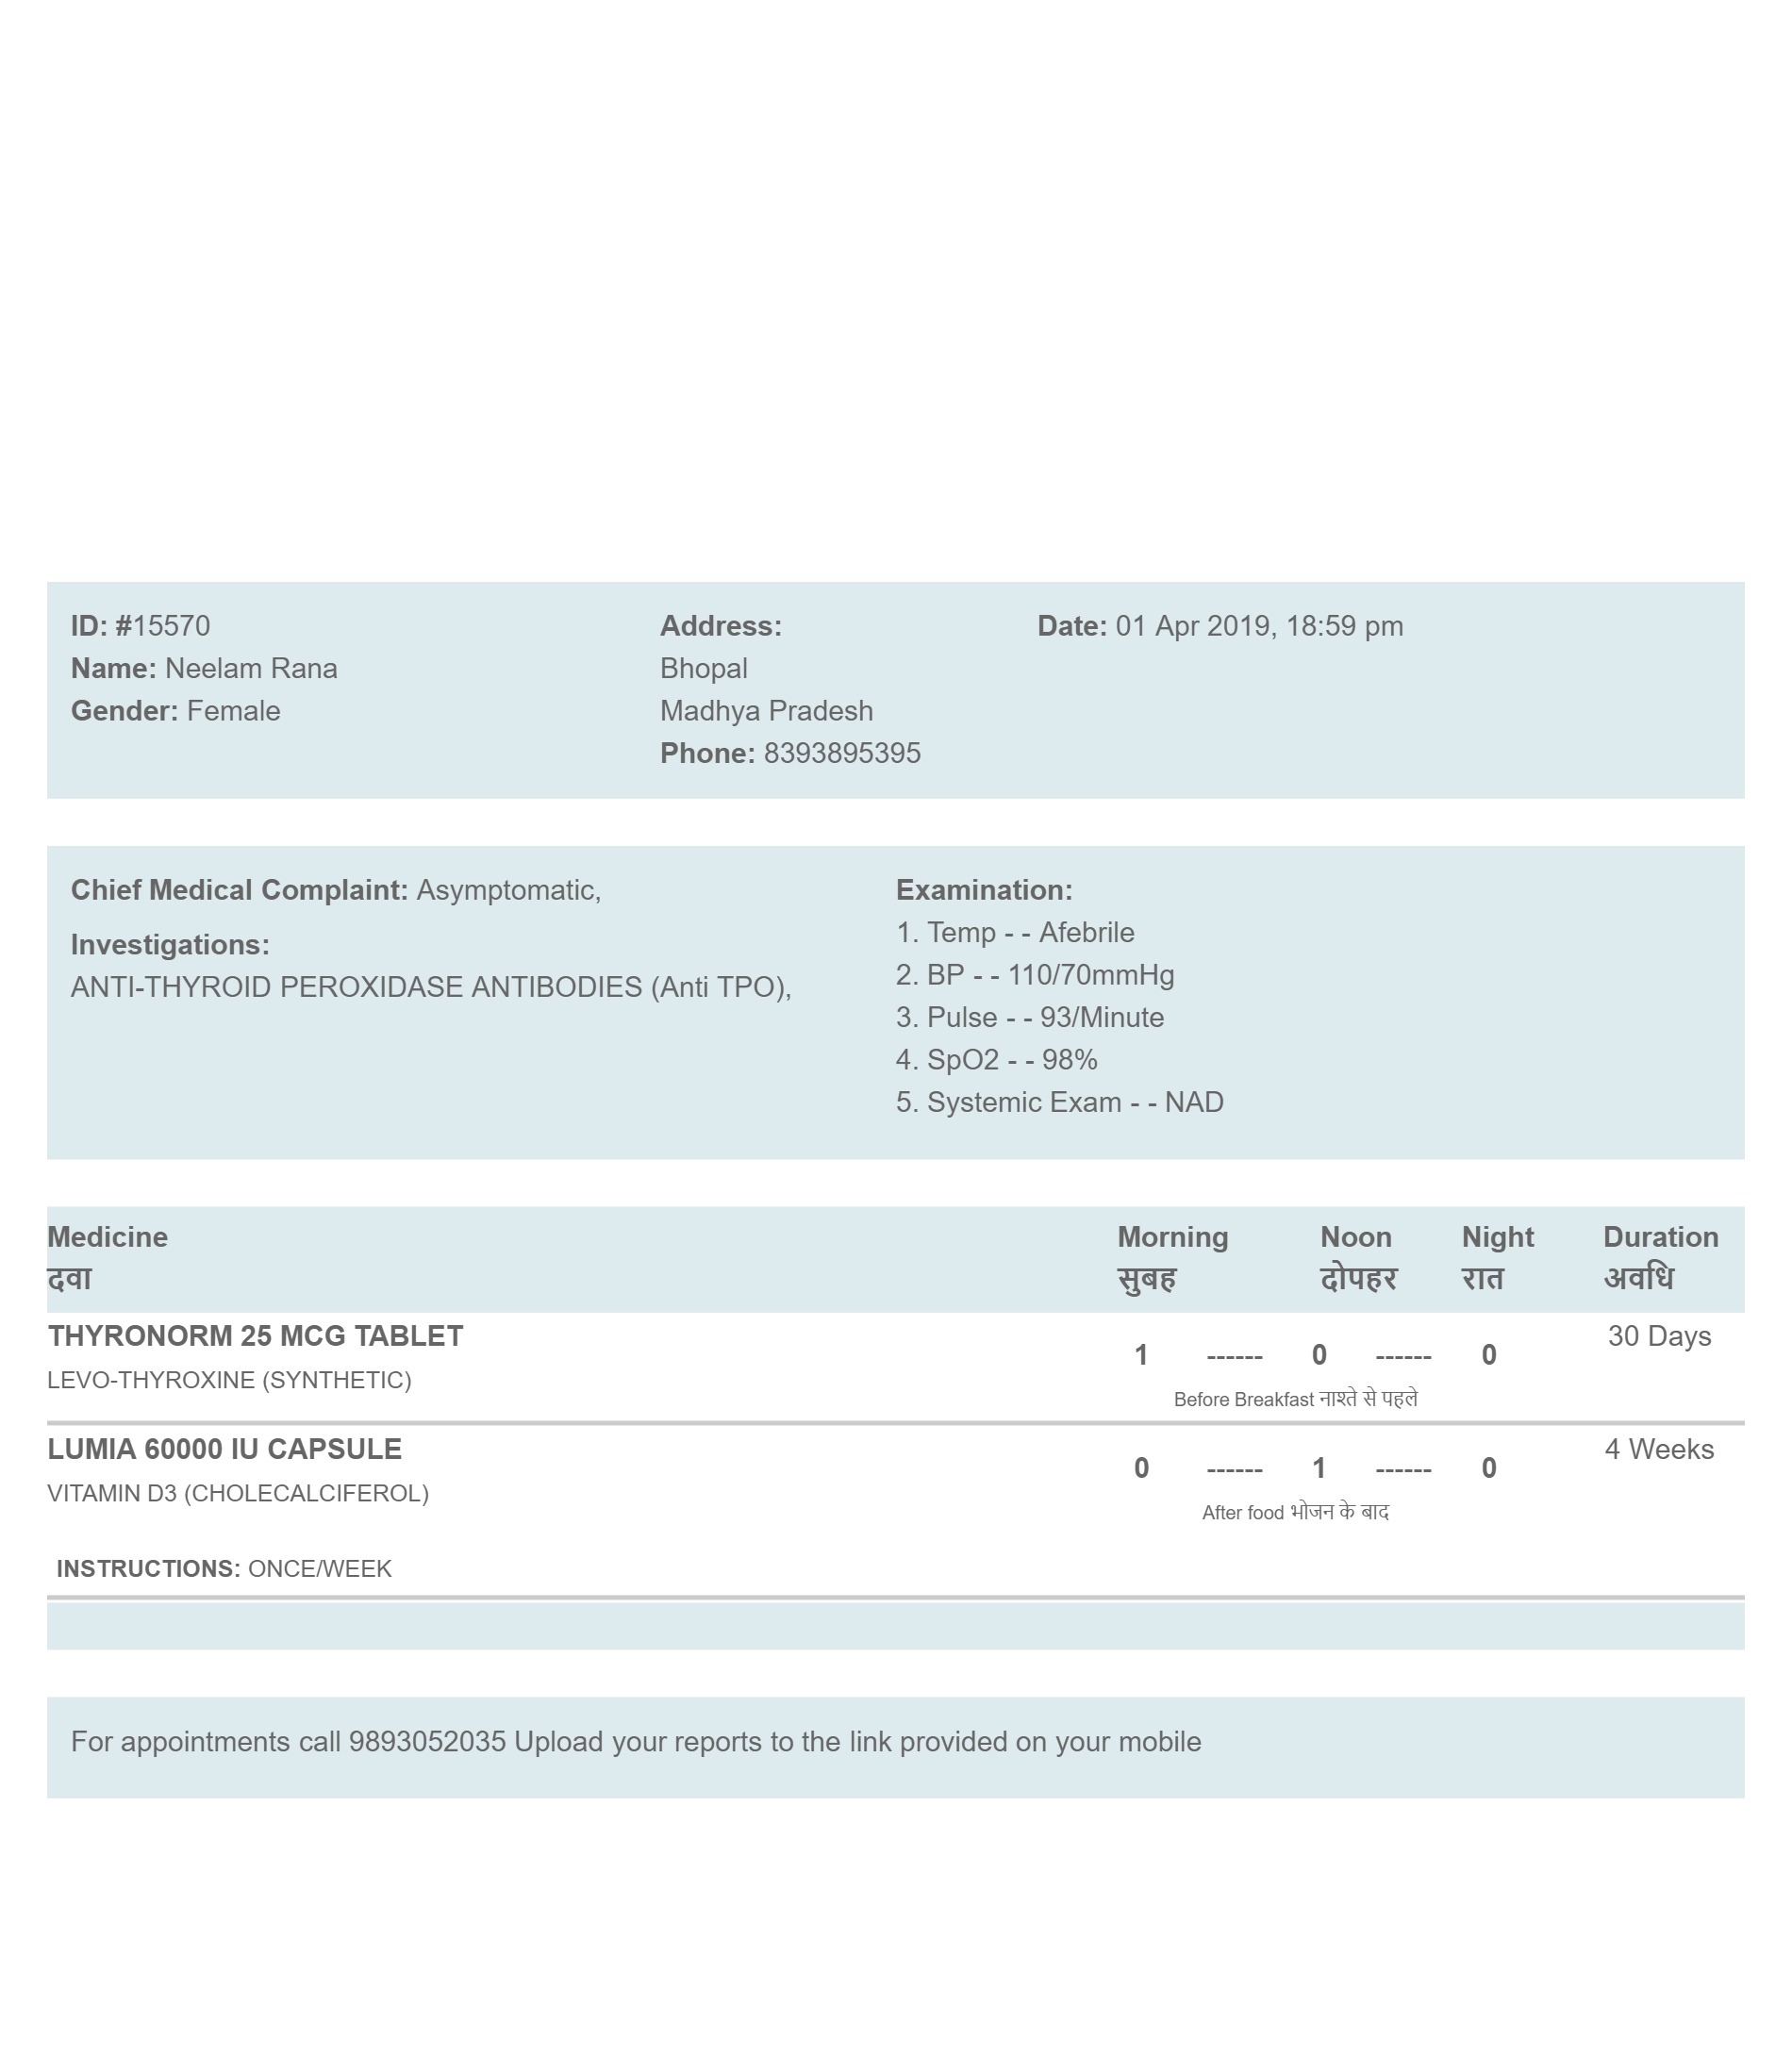 ID: #15570
Name: Neelam Rana
Gender: Female
Address:
Bhopal
Madhya Pradesh
Phone: 8393895395
Date: 01 Apr 2019, 18:59 pm
Chief Medical Complaint: Asymptomatic,
Investigations:
ANTI-THYROID PEROXIDASE ANTIBODIES (Anti TPO),
Examination:
1. Temp - - Afebrile
2. BP - - 110/70mmHg
3. Pulse - - 93/Minute
4. SpO2 - - 98%
5. Systemic Exam - - NAD
Medicine Morning Noon Night Duration
दवा सुबह दोपहर रात अवधि
THYRONORM 25 MCG TABLET 1 ------ 0 ------ 0 30 Days
LEVO-THYROXINE (SYNTHETIC)
Before Breakfast नाश्ते से पहले
LUMIA 60000 IU CAPSULE 0 ------ 1 ------ 0 4 Weeks
VITAMIN D3 (CHOLECALCIFEROL)
After food भोजन के बाद
INSTRUCTIONS: ONCE/WEEK
For appointments call 9893052035 Upload your reports to the link provided on your mobile